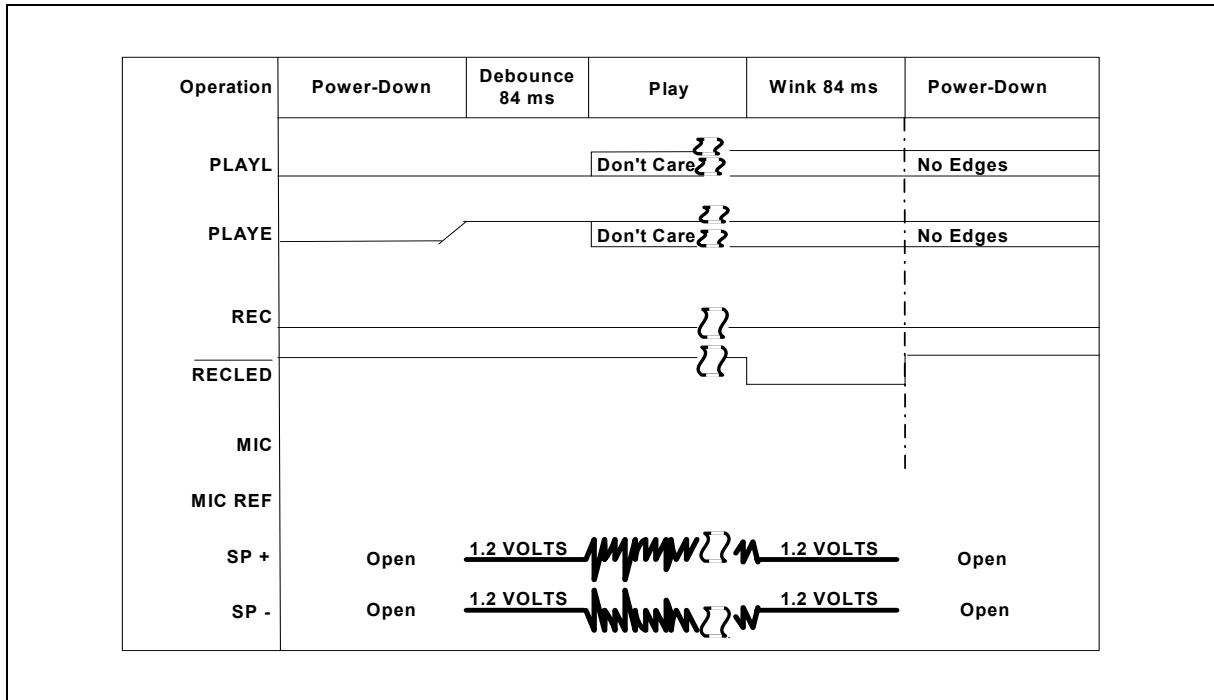 Operation Power-Down Debounce 84 ms Play Wink 84 ms Power-Down
PLAYL Don't Care No Edges
PLAYE Don't Care No Edges
REC
RECLED
MIC
MIC REF
SP + Open 1.2 VOLTS 1.2 VOLTS Open
SP - Open 1.2 VOLTS 1.2 VOLTS Open